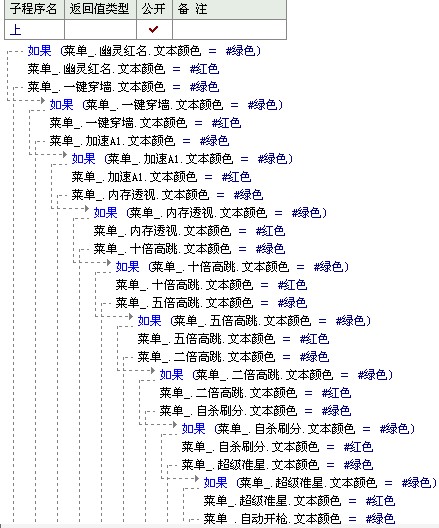 子程序名 返回值类型 公开 备 注
上
如果 (菜单_.幽灵红名.文本颜色 = #绿色)
菜单_.幽灵红名.文本颜色 = #红色
菜单_.一键穿墙.文本颜色 = #绿色
如果 (菜单_.一键穿墙.文本颜色 = #绿色)
菜单_.一键穿墙.文本颜色 = #红色
菜单_.加速A1.文本颜色 = #绿色
如果 (菜单_.加速A1.文本颜色 = #绿色)
菜单_.加速A1.文本颜色 = #红色
菜单_.内存透视.文本颜色 = #绿色
如果 (菜单_.内存透视.文本颜色 = #绿色)
菜单_.内存透视.文本颜色 = #红色
菜单_.十倍高跳.文本颜色 = #绿色
如果 (菜单_.十倍高跳.文本颜色 = #绿色)
菜单_.十倍高跳.文本颜色 = #红色
菜单_.五倍高跳.文本颜色 = #绿色
如果 (菜单_.五倍高跳.文本颜色 = #绿色)
菜单_.五倍高跳.文本颜色 = #红色
菜单_.二倍高跳.文本颜色 = #绿色
如果 (菜单_.二倍高跳.文本颜色 = #绿色)
菜单_.二倍高跳.文本颜色 = #红色
菜单_.自杀刷分.文本颜色 = #绿色
如果 (菜单_.自杀刷分.文本颜色 = #绿色)
菜单_.自杀刷分.文本颜色 = #红色
菜单_.超级准星.文本颜色 = #绿色
如果 (菜单_.超级准星.文本颜色 = #绿色)
菜单_.超级准星.文本颜色 = #红色
菜单_.自动开枪.文本颜色 = #绿色